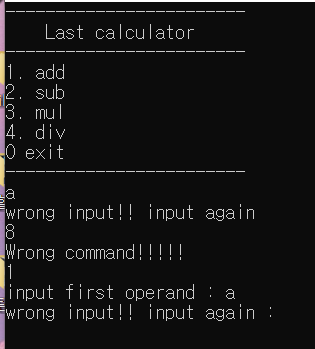 ------------------------
Last calculator
------------------------
1. add
2. sub
3. mul
4. div
0 exit
------------------------
a
wrong input!! input again
8
Wrong command!!!!!
1
input first operand : a
wrong input!! input again :